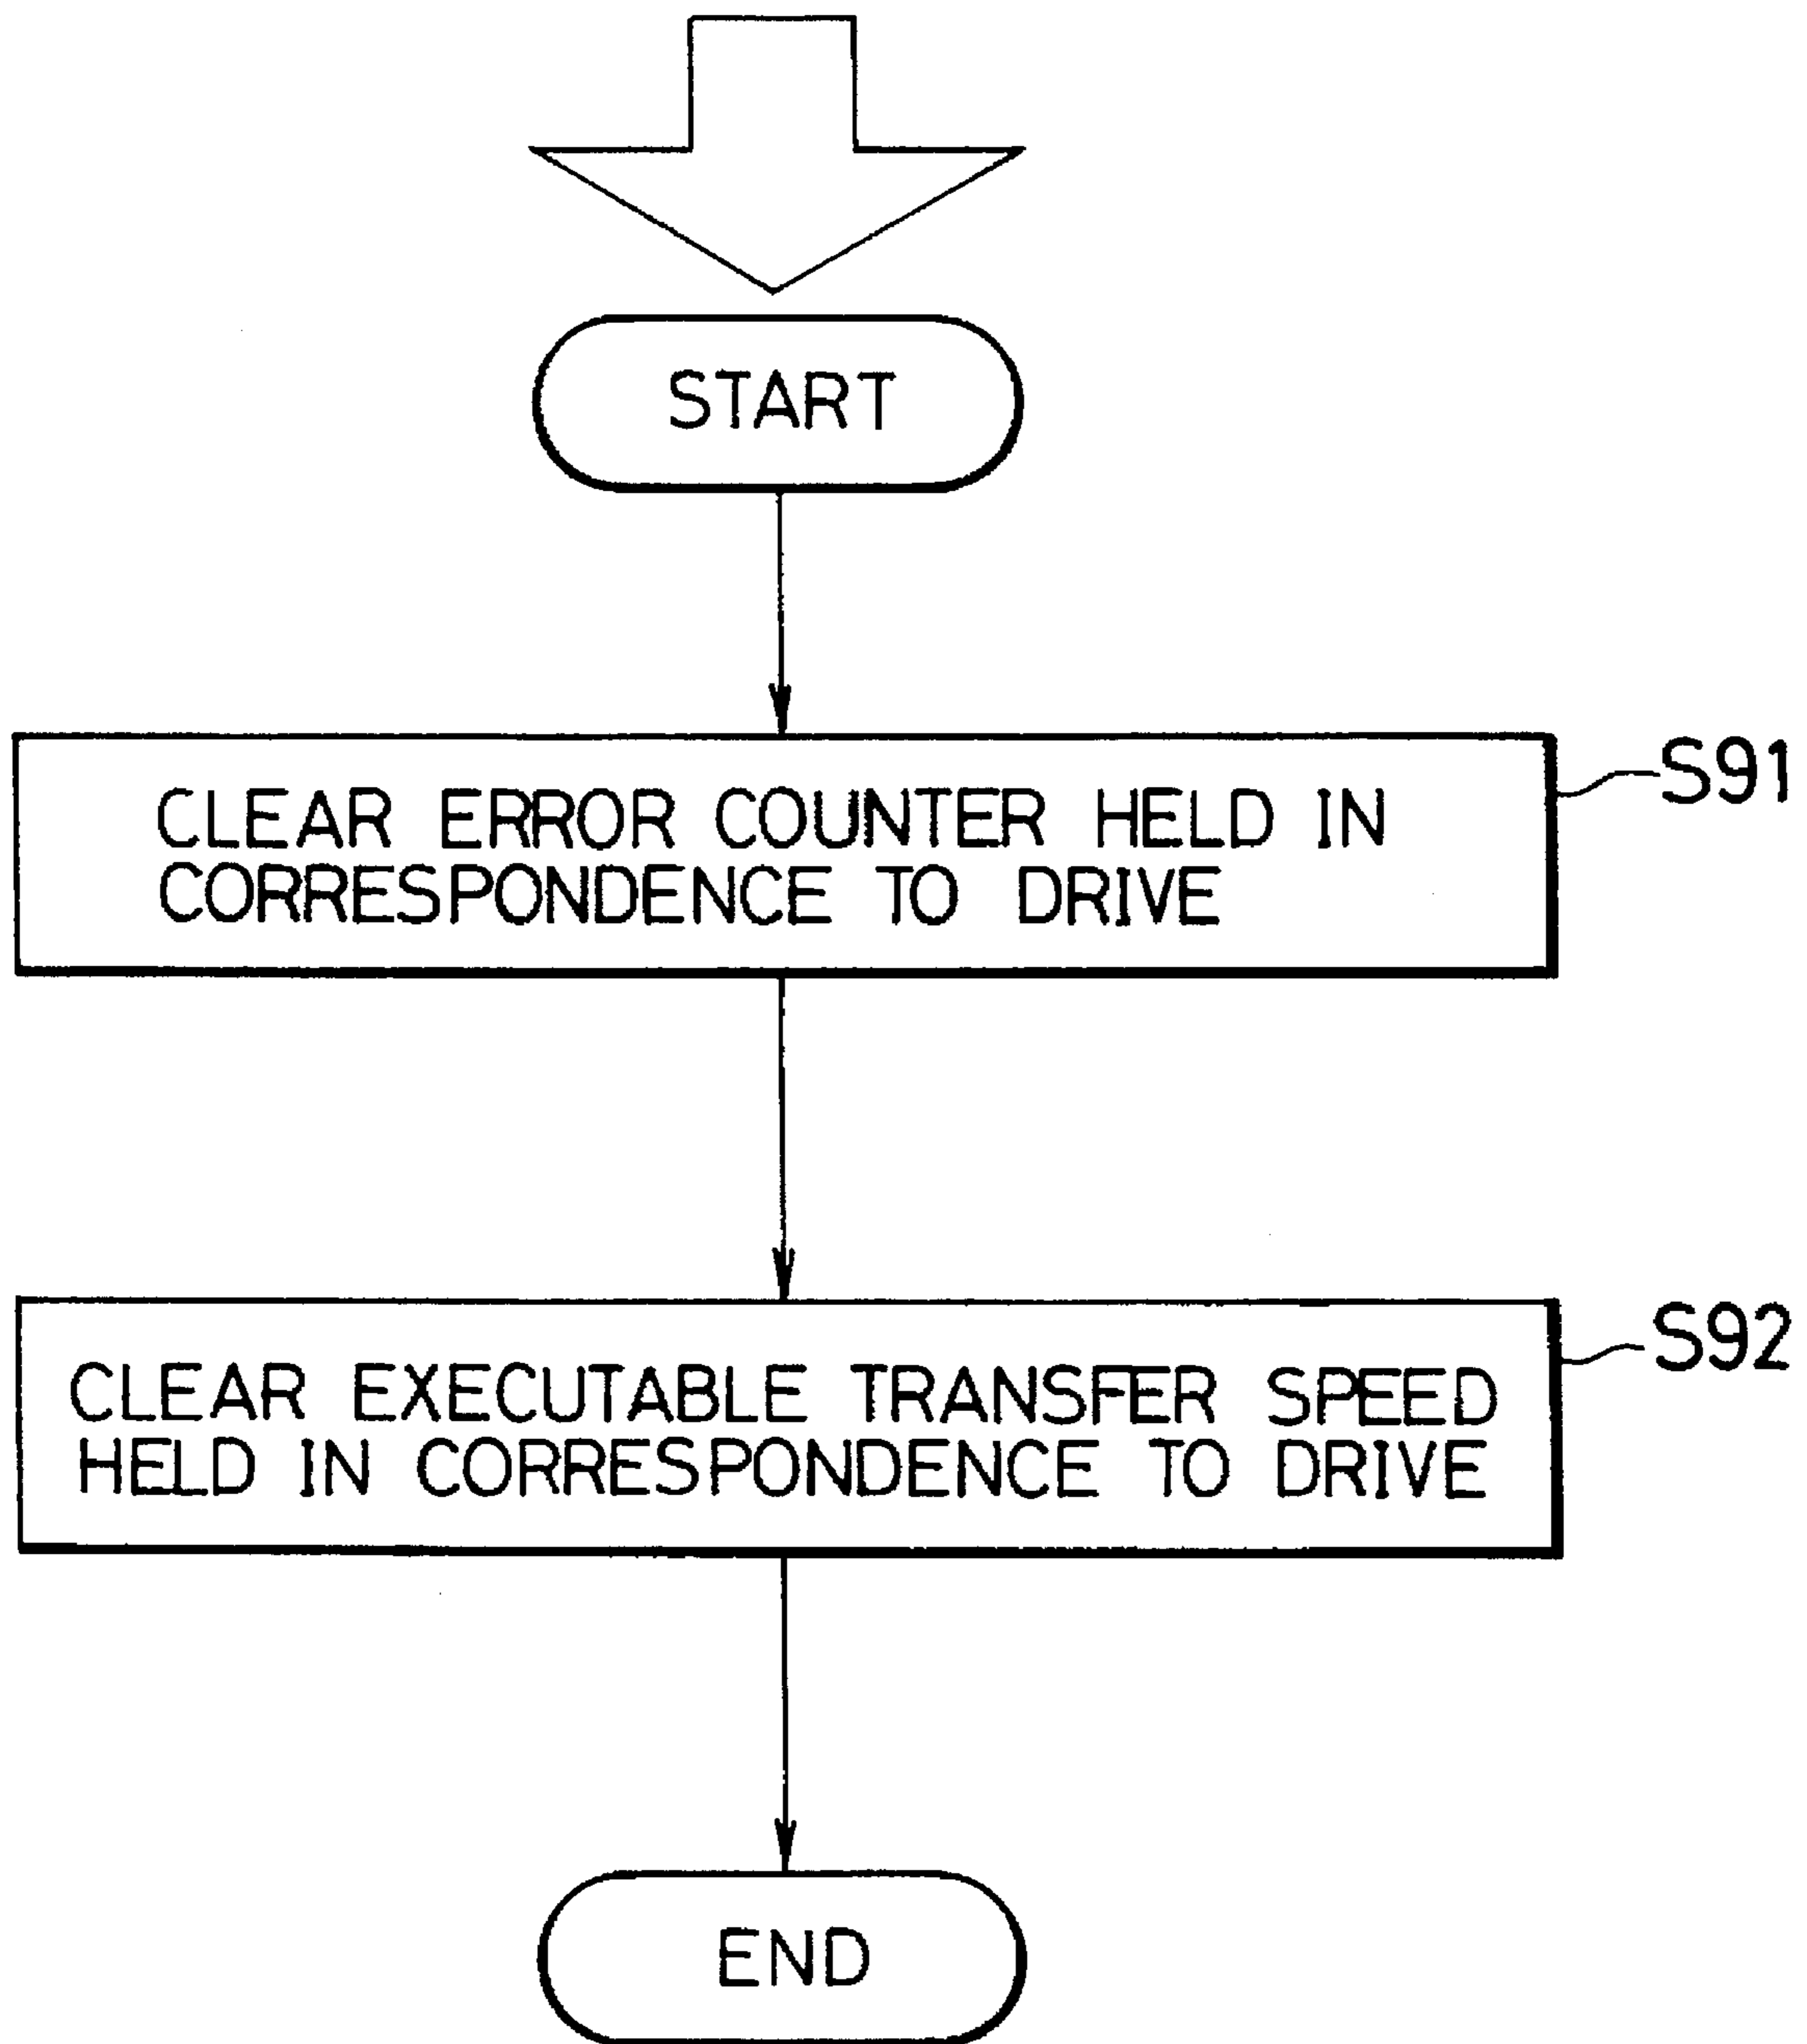 START
CLEAR ERROR COUNTER HELD IN
CORRESPONDENCE TO DRIVE
S91
CLEAR EXECUTABLE TRANSFER SPEED
HELD IN CORRESPONDENCE TO DRIVE
S92
END